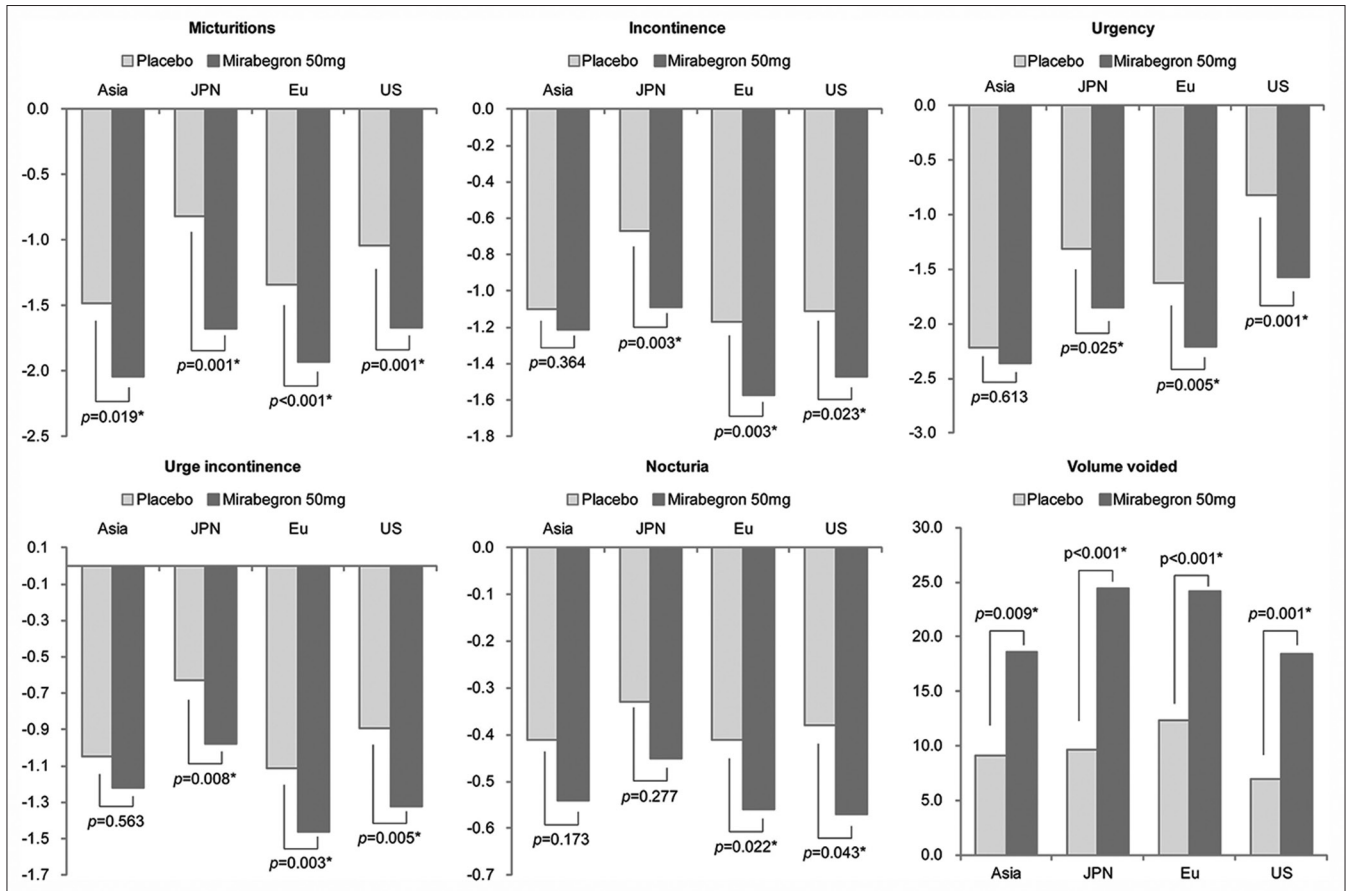 Micturitions
Placebo Mirabegron 50mg
Asia JPN Eu US
0.0
-0.5
-1.0
-1.5
-2.0
-2.5
p=0.019*
p=0.001*
p<0.001*
p=0.001*
Incontinence
Placebo Mirabegron 50mg
Asia JPN Eu US
0.0
-0.2
-0.4
-0.6
-0.8
-1.0
-1.2
-1.4
-1.6
-1.8
p=0.364
p=0.003*
p=0.003*
p=0.023*
Urgency
Placebo Mirabegron 50mg
Asia JPN Eu US
0.0
-0.5
-1.0
-1.5
-2.0
-2.5
-3.0
p=0.613
p=0.025*
p=0.005*
p=0.001*
Urge incontinence
Placebo Mirabegron 50mg
Asia JPN Eu US
0.1
-0.1
-0.3
-0.5
-0.7
-0.9
-1.1
-1.3
-1.5
-1.7
p=0.563
p=0.008*
p=0.003*
p=0.005*
Nocturia
Placebo Mirabegron 50mg
Asia JPN Eu US
0.0
-0.1
-0.2
-0.3
-0.4
-0.5
-0.6
-0.7
p=0.173
p=0.277
p=0.022*
p=0.043*
Volume voided
Placebo Mirabegron 50mg
30.0
25.0
20.0
15.0
10.0
5.0
0.0
p=0.009*
p<0.001*
p<0.001*
p=0.001*
Asia JPN Eu US